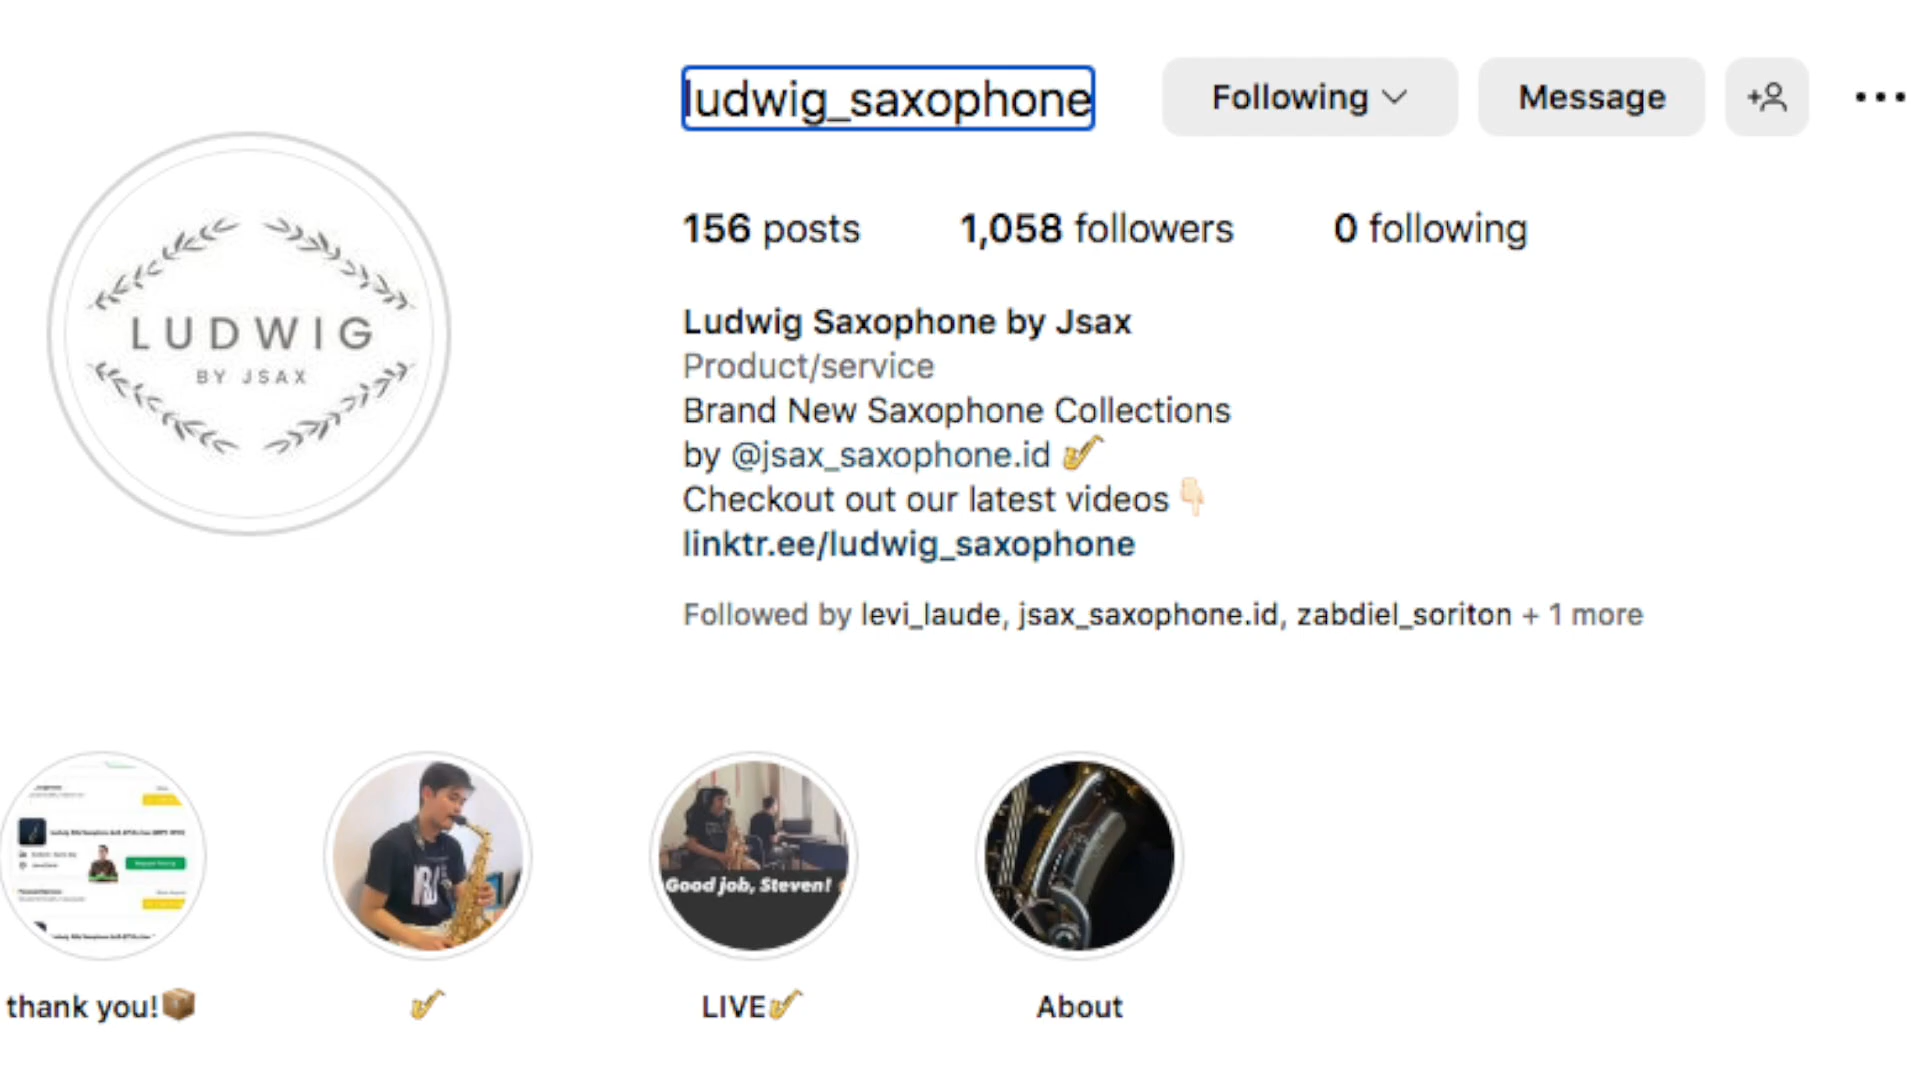 ludwig_saxophone
Following
Message
156 posts
1,058 followers
0 following
LUDWIG
BY JSAX
Ludwig Saxophone by Jsax
Product/service
Brand New Saxophone Collections
by @jsax_saxophone.id 🎷
Checkout out our latest videos 👇🏻
linktr.ee/ludwig_saxophone
Followed by levi_laude, jsax_saxophone.id, zabdiel_soriton + 1 more
Good job, Steven!
thank you!📦
🎷
LIVE🎷
About